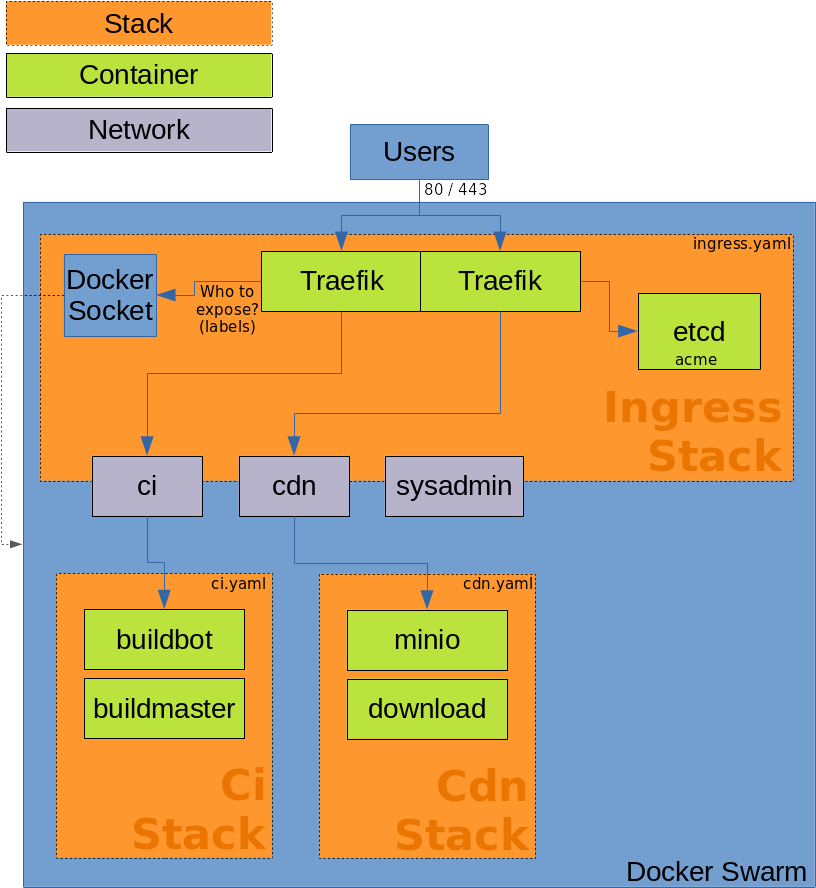 Stack
Container
Network
Users
80 / 443
ingress.yaml
Docker
Socket
Who to
expose?
(labels)
Traefik
Traefik
etcd
acme
Ingress
Stack
ci
cdn
sysadmin
ci.yaml
buildbot
buildmaster
Ci
Stack
cdn.yaml
minio
download
Cdn
Stack
Docker Swarm